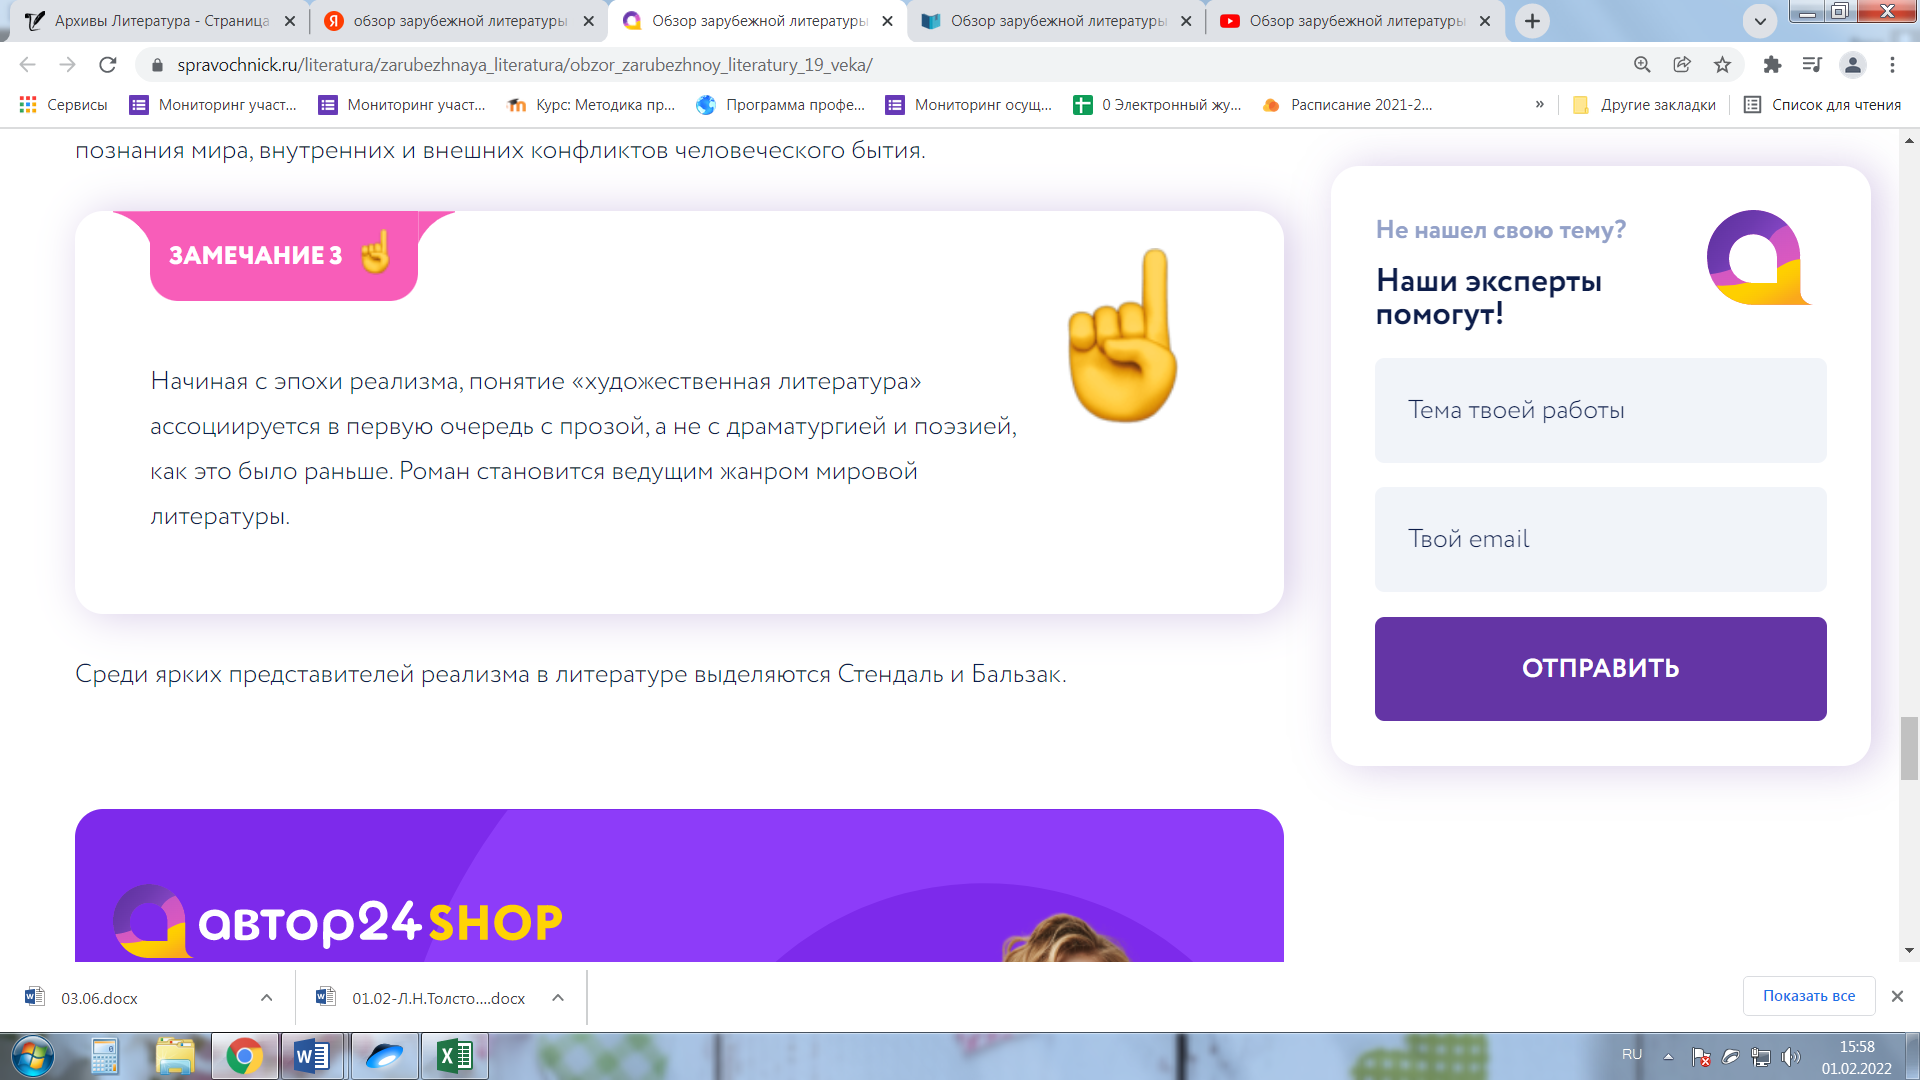 Архивы Литература - Страница
обзор зарубежной литературы
Обзор зарубежной литературы
Обзор зарубежной литературы
Обзор зарубежной литературы
spravochnick.ru/literatura/zarubezhnaya_literatura/obzor_zarubezhnoy_literatury_19_veka/
Сервисы
Мониторинг участ...
Мониторинг участ...
Курс: Методика пр...
Программа профе...
Мониторинг осущ...
0 Электронный жу...
Расписание 2021-2...
»
Другие закладки
Список для чтения
познания мира, внутренних и внешних конфликтов человеческого бытия.
ЗАМЕЧАНИЕ 3
Начиная с эпохи реализма, понятие «художественная литература»
ассоциируется в первую очередь с прозой, а не с драматургией и поэзией,
как это было раньше. Роман становится ведущим жанром мировой
литературы.
Среди ярких представителей реализма в литературе выделяются Стендаль и Бальзак.
автор24 SHOP
Не нашел свою тему?
Наши эксперты
помогут!
Тема твоей работы
Твой email
ОТПРАВИТЬ
03.06.docx
01.02-Л.Н.Толсто....docx
Показать все
RU
15:58
01.02.2022